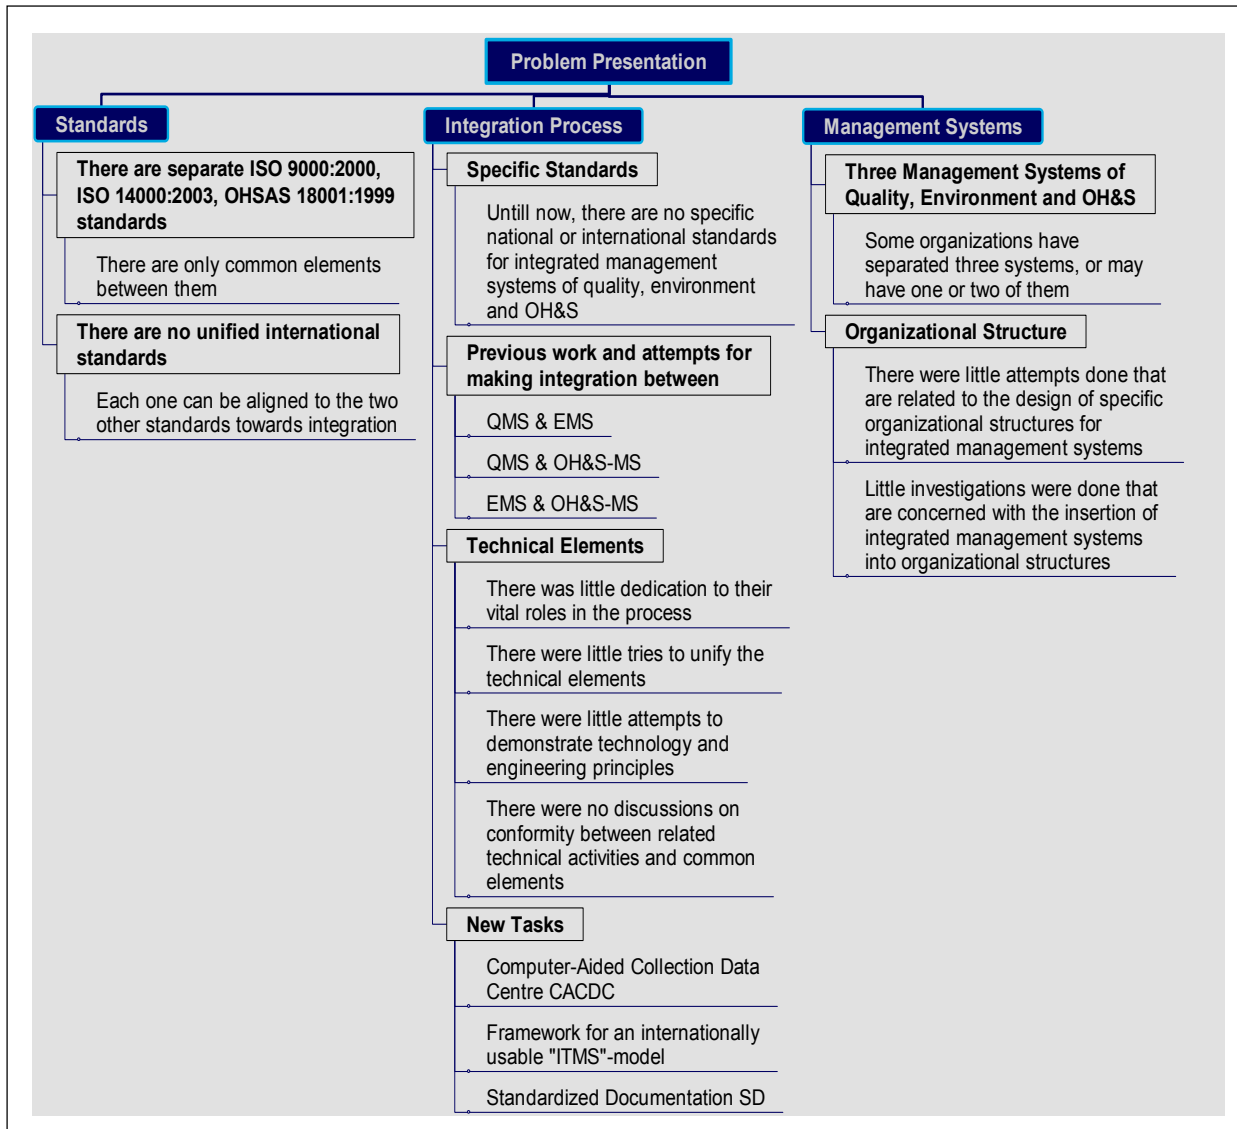 Problem Presentation
Standards
There are separate ISO 9000:2000,
ISO 14000:2003, OHSAS 18001:1999
standards
There are only common elements
between them
There are no unified international
standards
Each one can be aligned to the two
other standards towards integration
Integration Process
Specific Standards
Untill now, there are no specific
national or international standards
for integrated management
systems of quality, environment
and OH&S
Previous work and attempts for
making integration between
QMS & EMS
QMS & OH&S-MS
EMS & OH&S-MS
Technical Elements
There was little dedication to their
vital roles in the process
There were little tries to unify the
technical elements
There were little attempts to
demonstrate technology and
engineering principles
There were no discussions on
conformity between related
technical activities and common
elements
New Tasks
Computer-Aided Collection Data
Centre CACDC
Framework for an internationally
usable "ITMS"-model
Standardized Documentation SD
Management Systems
Three Management Systems of
Quality, Environment and OH&S
Some organizations have
separated three systems, or may
have one or two of them
Organizational Structure
There were little attempts done that
are related to the design of specific
organizational structures for
integrated management systems
Little investigations were done that
are concerned with the insertion of
integrated management systems
into organizational structures